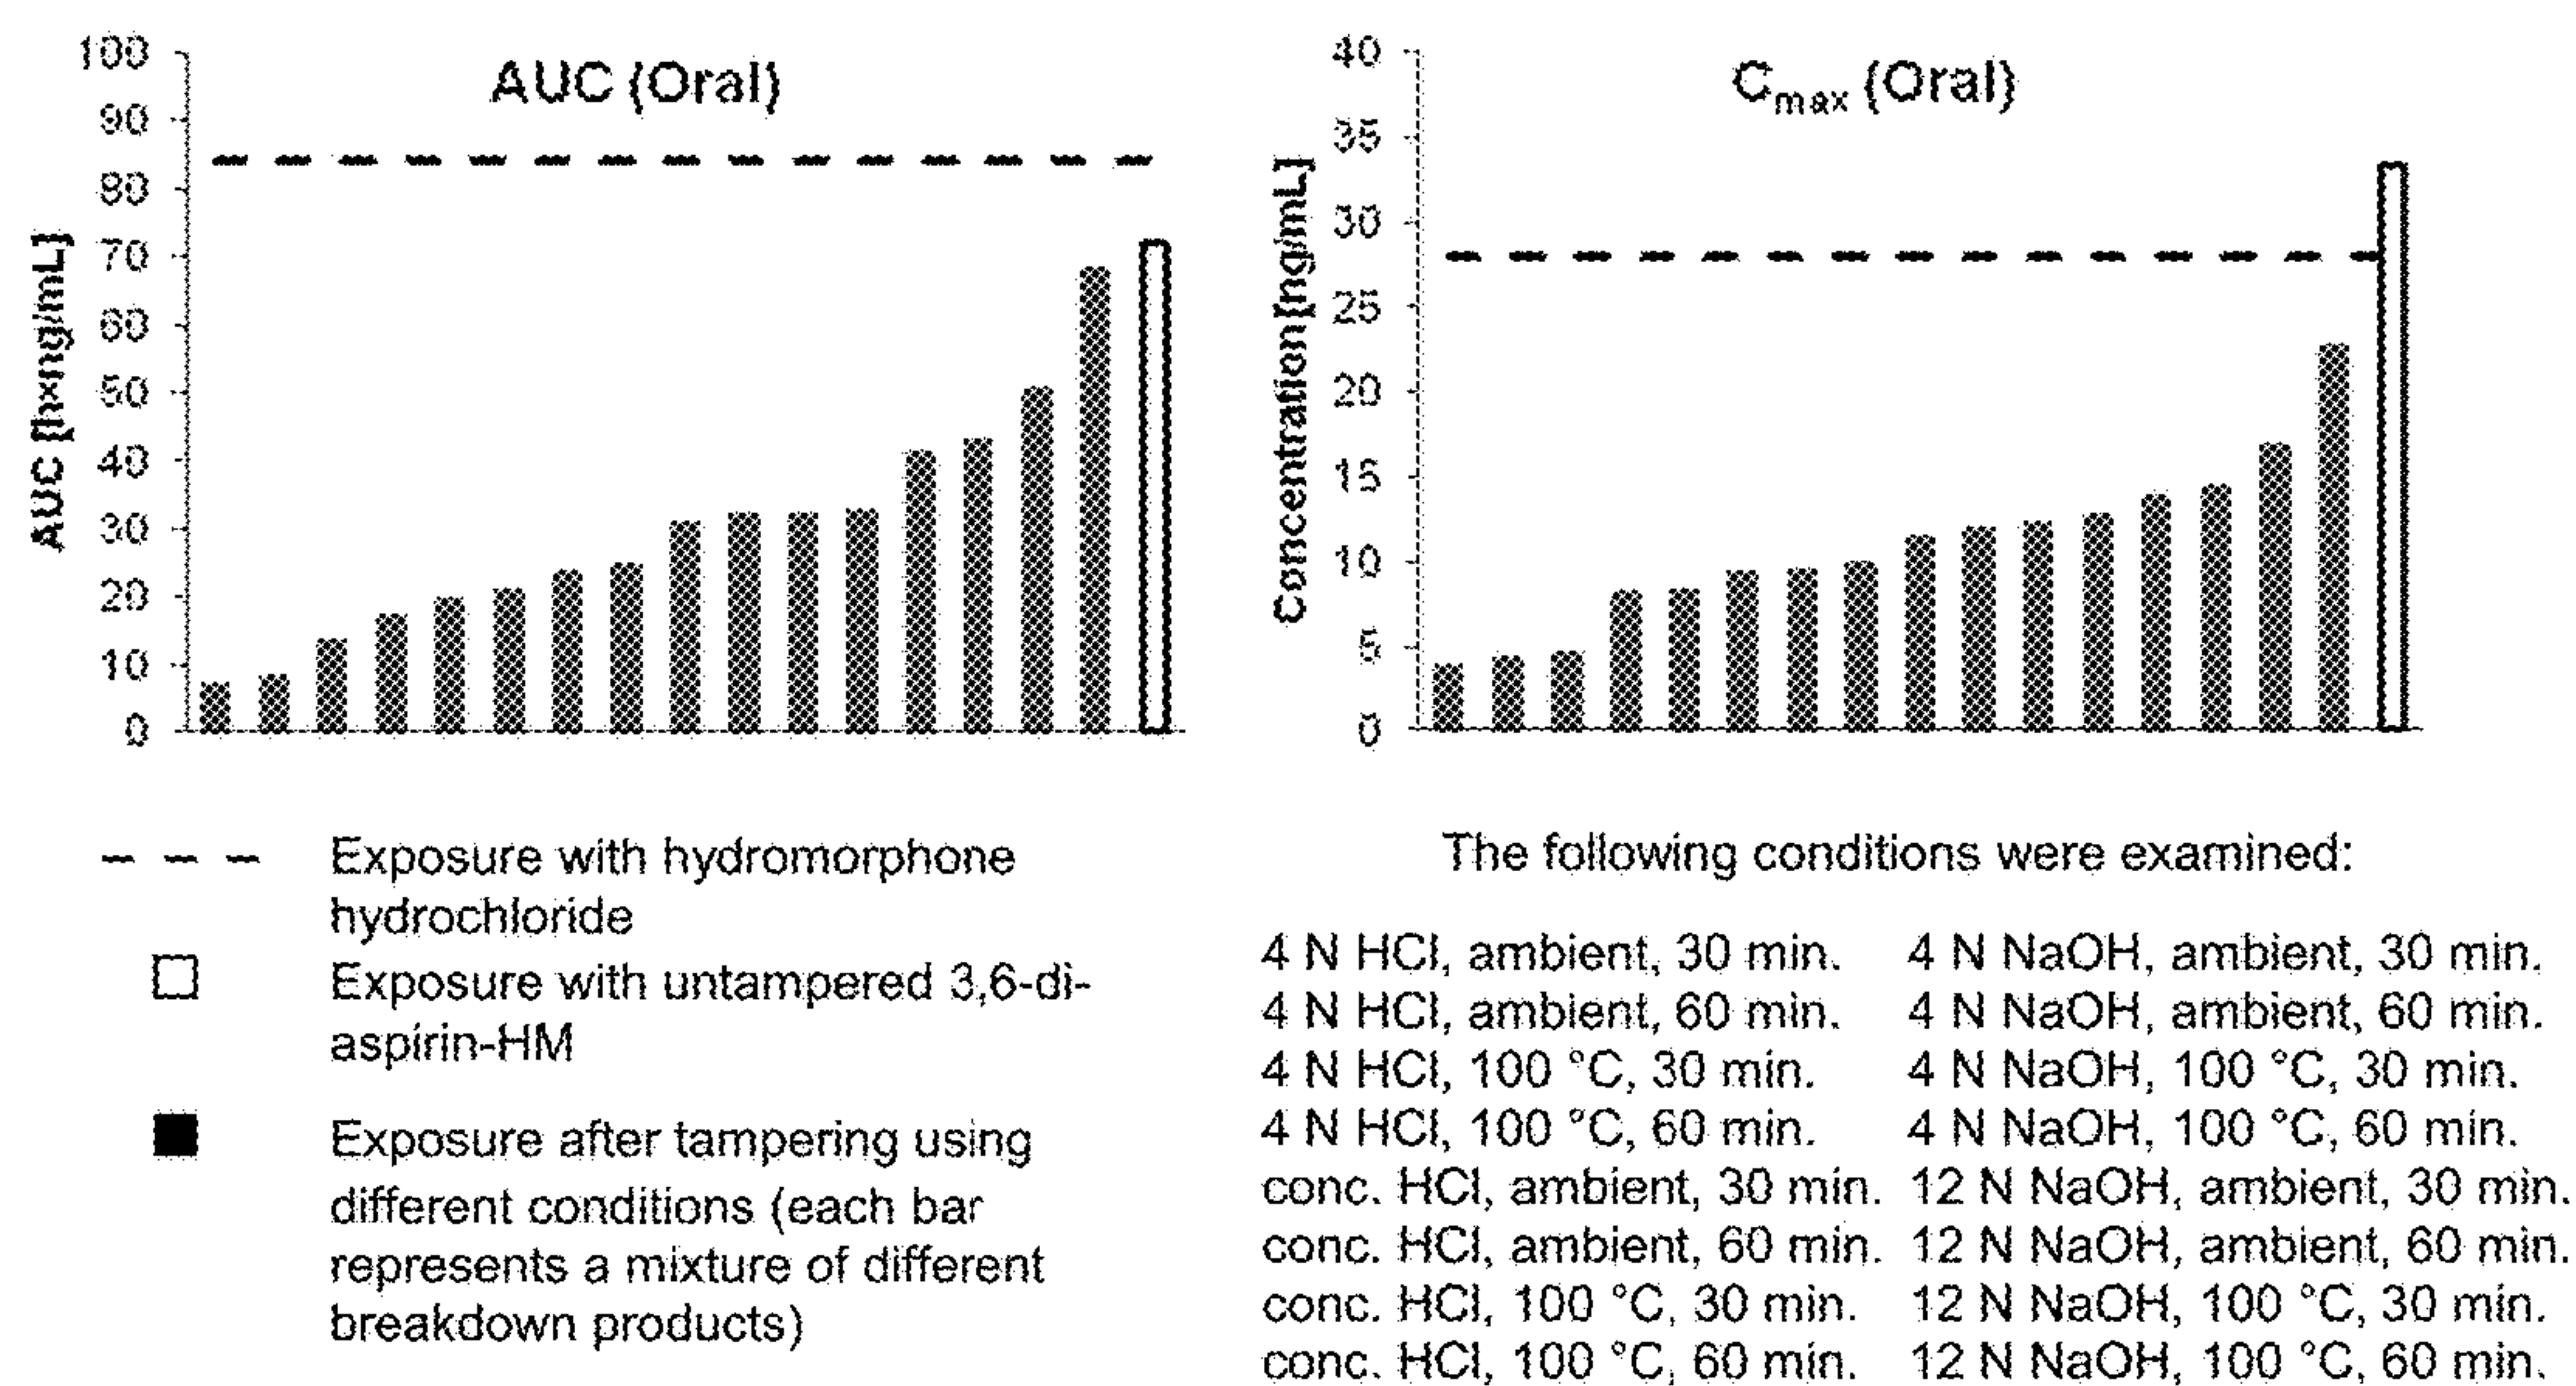 AUC (Oral)
AUC [h×ng/mL]
100
90
80
70
60
50
40
30
20
10
0
Cmax (Oral)
Concentration[ng/mL]
40
35
30
25
20
15
10
5
0
Exposure with hydromorphone
hydrochloride
Exposure with untampered 3,6-di-
aspirin-HM
Exposure after tampering using
different conditions (each bar
represents a mixture of different
breakdown products)
The following conditions were examined:
4 N HCl, ambient, 30 min. 4 N NaOH, ambient, 30 min.
4 N HCl, ambient, 60 min. 4 N NaOH, ambient, 60 min.
4 N HCl, 100 °C, 30 min. 4 N NaOH, 100 °C, 30 min.
4 N HCl, 100 °C, 60 min. 4 N NaOH, 100 °C, 60 min.
conc. HCl, ambient, 30 min. 12 N NaOH, ambient, 30 min.
conc. HCl, ambient, 60 min. 12 N NaOH, ambient, 60 min.
conc. HCl, 100 °C, 30 min. 12 N NaOH, 100 °C, 30 min.
conc. HCl, 100 °C, 60 min. 12 N NaOH, 100 °C, 60 min.